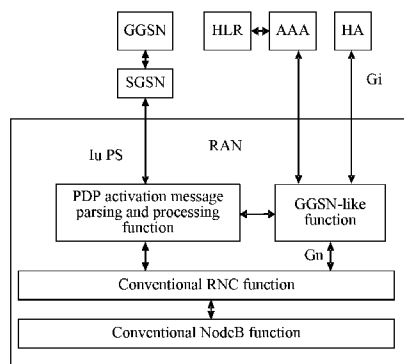 GGSN
HLR
AAA
HA
SGSN
Gi
Iu PS
RAN
PDP activation message
parsing and processing
function
GGSN-like
function
Gn
Conventional RNC function
Conventional NodeB function